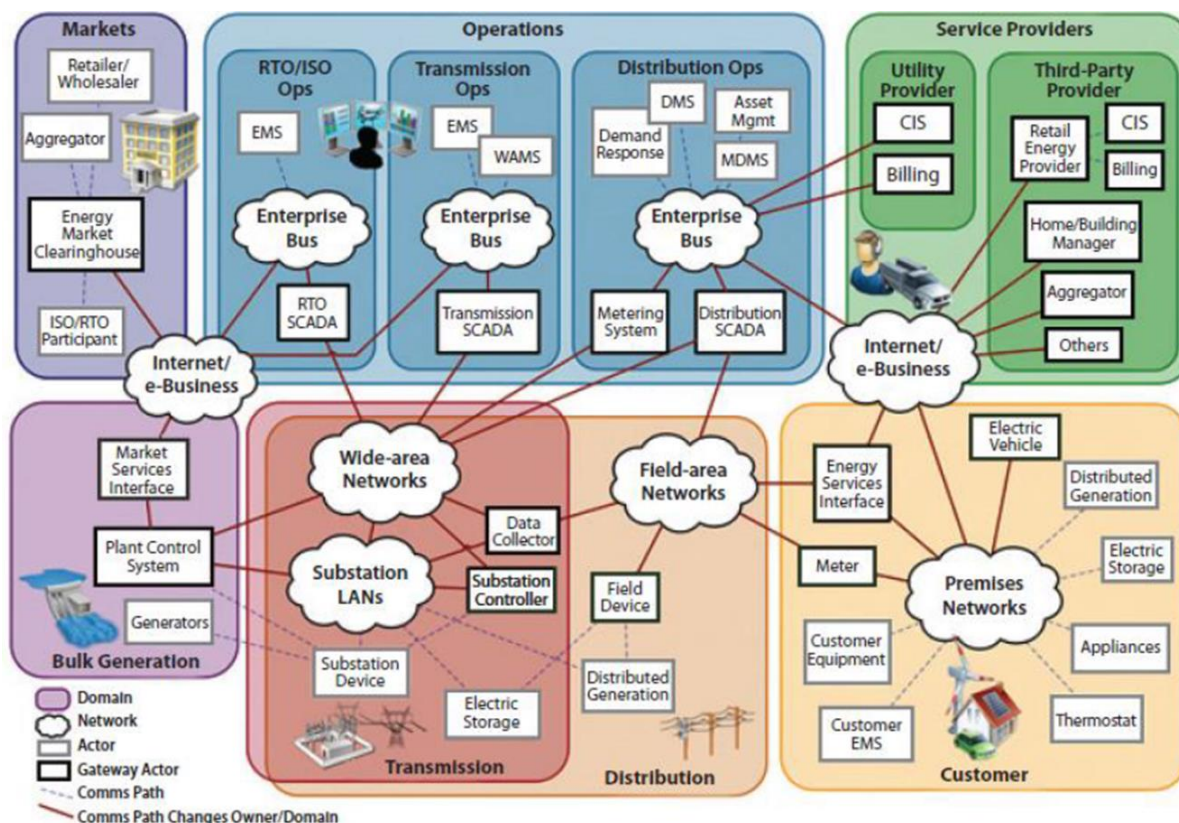 Markets
Retailer/
Wholesaler
Aggregator
Energy
Market
Clearinghouse
ISO/RTO
Participant
Internet/
e-Business
Operations
RTO/ISO
Ops
EMS
Enterprise
Bus
RTO
SCADA
Transmission
Ops
EMS
WAMS
Enterprise
Bus
Transmission
SCADA
Distribution Ops
Demand
Response
DMS
Asset
Mgmt
MDMS
Enterprise
Bus
Metering
System
Distribution
SCADA
Service Providers
Utility
Provider
CIS
Billing
Third-Party
Provider
Retail
Energy
Provider
CIS
Billing
Home/Building
Manager
Aggregator
Others
Internet/
e-Business
Market
Services
Interface
Plant Control
System
Generators
Bulk Generation
Wide-area
Networks
Substation
LANs
Data
Collector
Substation
Controller
Substation
Device
Electric
Storage
Transmission
Field-area
Networks
Field
Device
Distributed
Generation
Distribution
Energy
Services
Interface
Electric
Vehicle
Distributed
Generation
Meter
Premises
Networks
Electric
Storage
Customer
Equipment
Appliances
Customer
EMS
Thermostat
Customer
Domain
Network
Actor
Gateway Actor
Comms Path
Comms Path Changes Owner/Domain